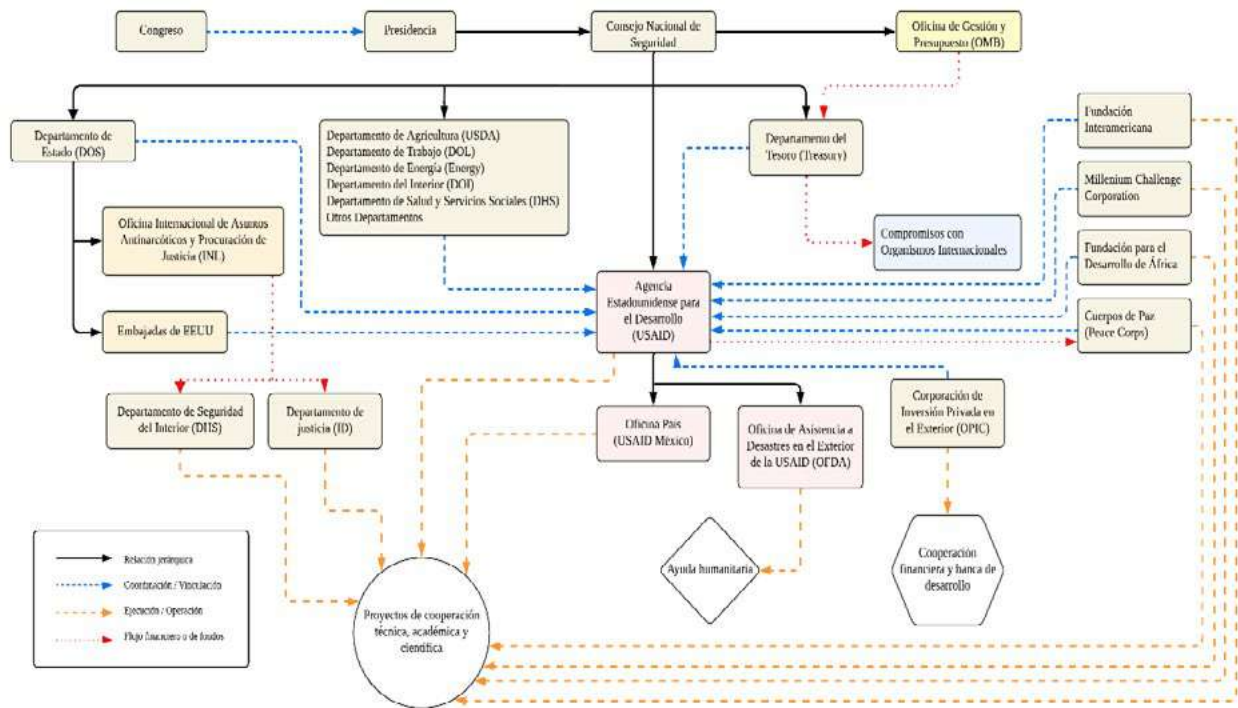 Congreso
Presidencia
Consejo Nacional de
Seguridad
Oficina de Gestión y
Presupuesto (OMB)
Departamento de
Estado (DOS)
Departamento de Agricultura (USDA)
Departamento de Trabajo (DOL)
Departamento de Energía (Energy)
Departamento del Interior (DOI)
Departamento de Salud y Servicios Sociales (DHS)
Otros Departamentos
Departamento del
Tesoro (Treasury)
Fundación
Interamericana
Millenium Challenge
Corporation
Oficina Internacional de Asuntos
Antinarcóticos y Procuración de
Justicia (INL)
Compromisos con
Organismos Internacionales
Fundación para el
Desarrollo de África
Agencia
Estadounidense para
el Desarrollo
(USAID)
Embajadas de EEUU
Cuerpos de Paz
(Peace Corps)
Departamento de Seguridad
del Interior (DHS)
Departamento de
justicia (JD)
Oficina País
(USAID México)
Oficina de Asistencia a
Desastres en el Exterior
de la USAID (OFDA)
Corporación de
Inversión Privada en
el Exterior (OPIC)
Relación jerárquica
Coordinación / Vinculación
Ejecución / Operación
Flujo financiero o de fondos
Proyectos de cooperación
técnica, académica y
científica
Ayuda humanitaria
Cooperación
financiera y banca de
desarrollo